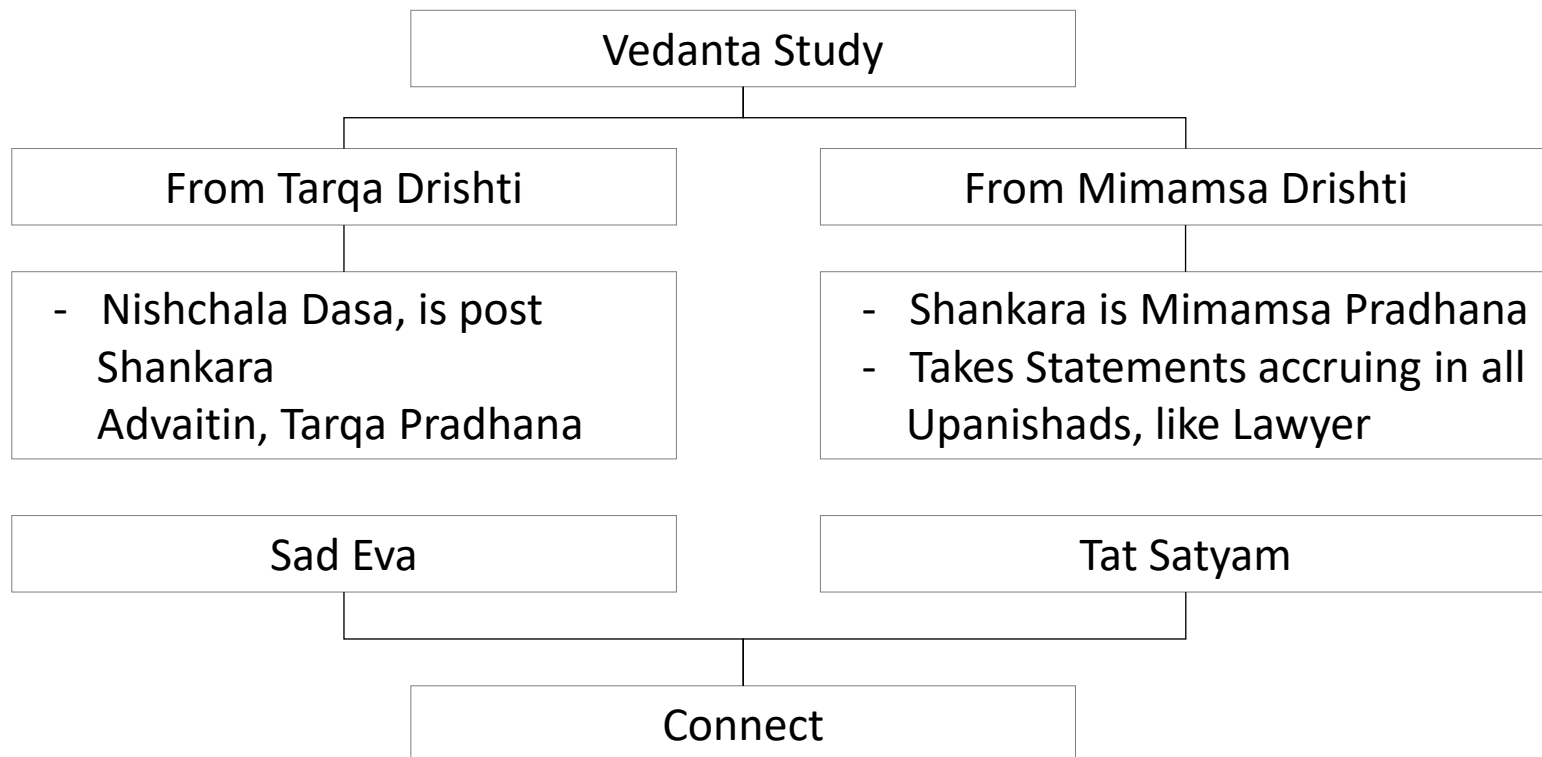 Vedanta Study
From Tarqa Drishti
From Mimamsa Drishti
- Nishchala Dasa, is post
Shankara
Advaitin, Tarqa Pradhana
- Shankara is Mimamsa Pradhana
- Takes Statements accruing in all
Upanishads, like Lawyer
Sad Eva
Tat Satyam
Connect